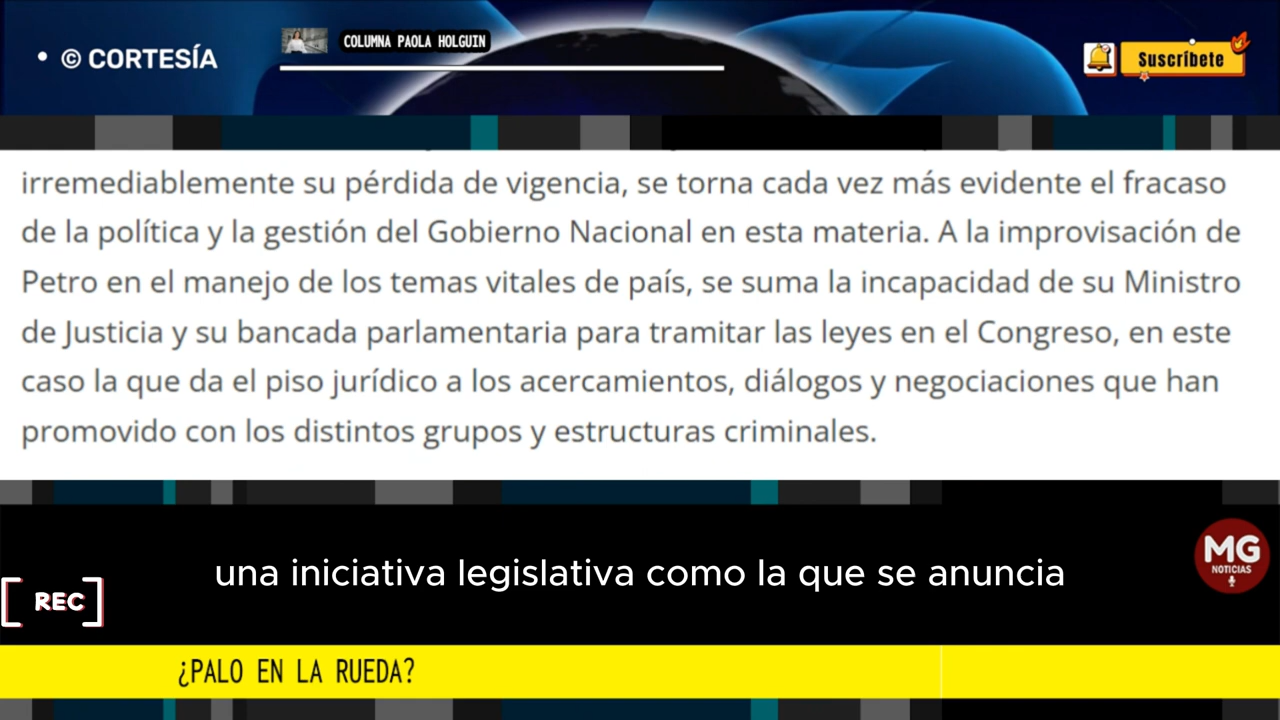 • © CORTESÍA
COLUMNA PAOLA HOLGUIN
Suscríbete
irremediablemente su pérdida de vigencia, se torna cada vez más evidente el fracaso
de la política y la gestión del Gobierno Nacional en esta materia. A la improvisación de
Petro en el manejo de los temas vitales de país, se suma la incapacidad de su Ministro
de Justicia y su bancada parlamentaria para tramitar las leyes en el Congreso, en este
caso la que da el piso jurídico a los acercamientos, diálogos y negociaciones que han
promovido con los distintos grupos y estructuras criminales.
una iniciativa legislativa como la que se anuncia
MG
NOTICIAS
REC
¿PALO EN LA RUEDA?